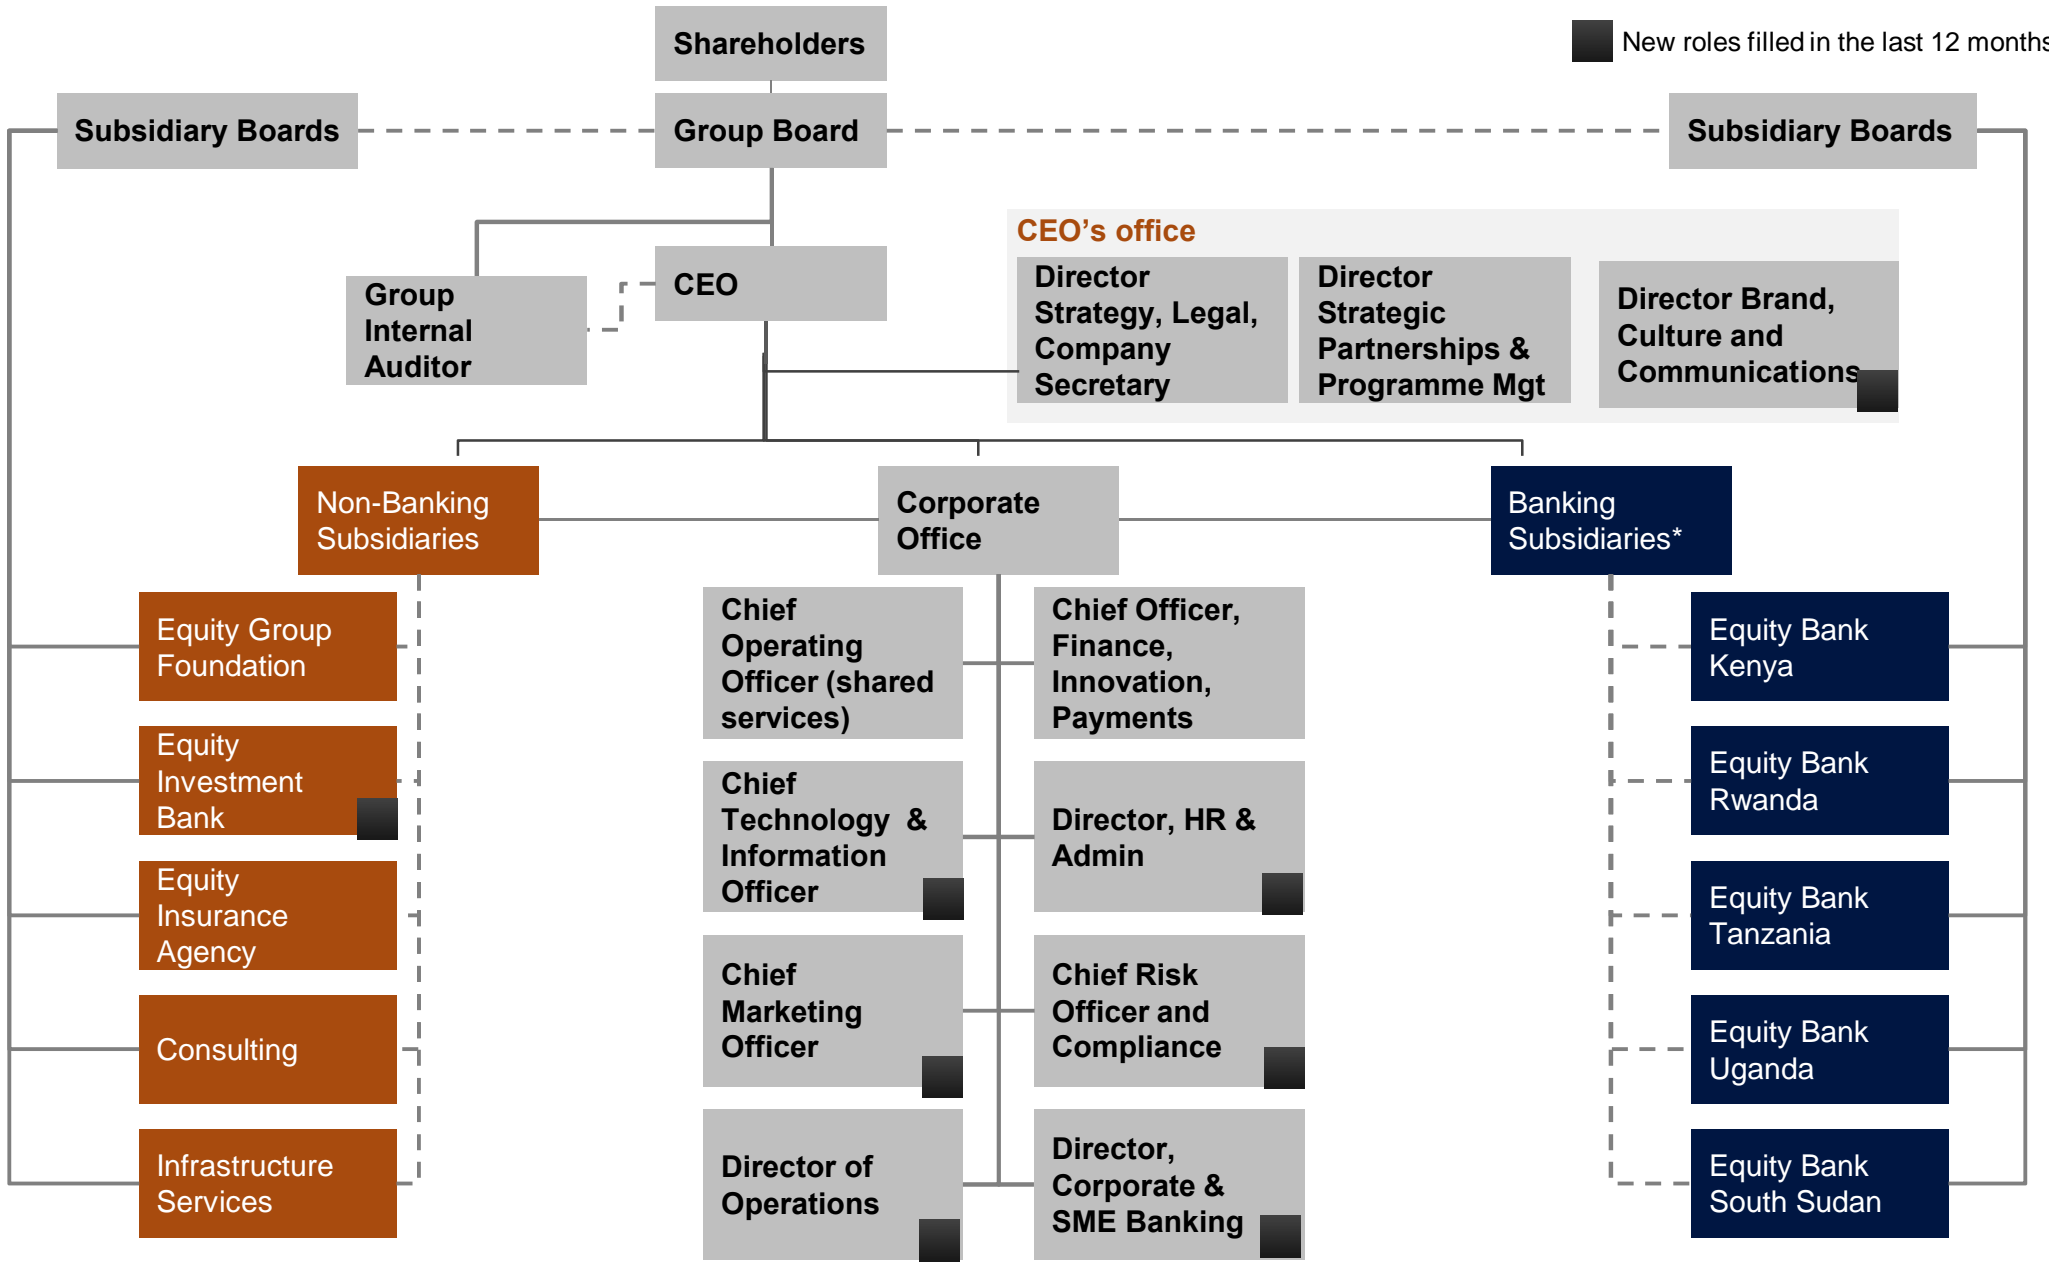 Shareholders
New roles filled in the last 12 months
Subsidiary Boards
Group Board
Subsidiary Boards
CEO's office
Group
Internal
Auditor
CEO
Director
Strategy, Legal,
Company
Secretary
Director
Strategic
Partnerships &
Programme Mgt
Director Brand,
Culture and
Communications
Non-Banking
Subsidiaries
Corporate
Office
Banking
Subsidiaries*
Equity Group
Foundation
Equity
Investment
Bank
Equity
Insurance
Agency
Consulting
Infrastructure
Services
Chief
Operating
Officer (shared
services)
Chief Officer,
Finance,
Innovation,
Payments
Chief
Technology &
Information
Officer
Director, HR &
Admin
Chief
Marketing
Officer
Chief Risk
Officer and
Compliance
Director of
Operations
Director,
Corporate &
SME Banking
Equity Bank
Kenya
Equity Bank
Rwanda
Equity Bank
Tanzania
Equity Bank
Uganda
Equity Bank
South Sudan